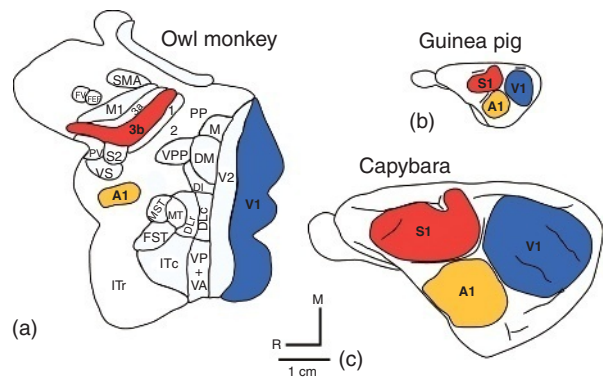 Owl monkey
(a)
SMA
FV
FEF
M1
3a
3b
1
2
PP
M
PV
S2
VS
VPP
DM
V2
V1
A1
DI
MST
MT
DLr
DLc
FST
ITc
ITr
VP
+
VA
Guinea pig
S1
V1
A1
(b)
Capybara
S1
V1
A1
(c)
M
R
1 cm